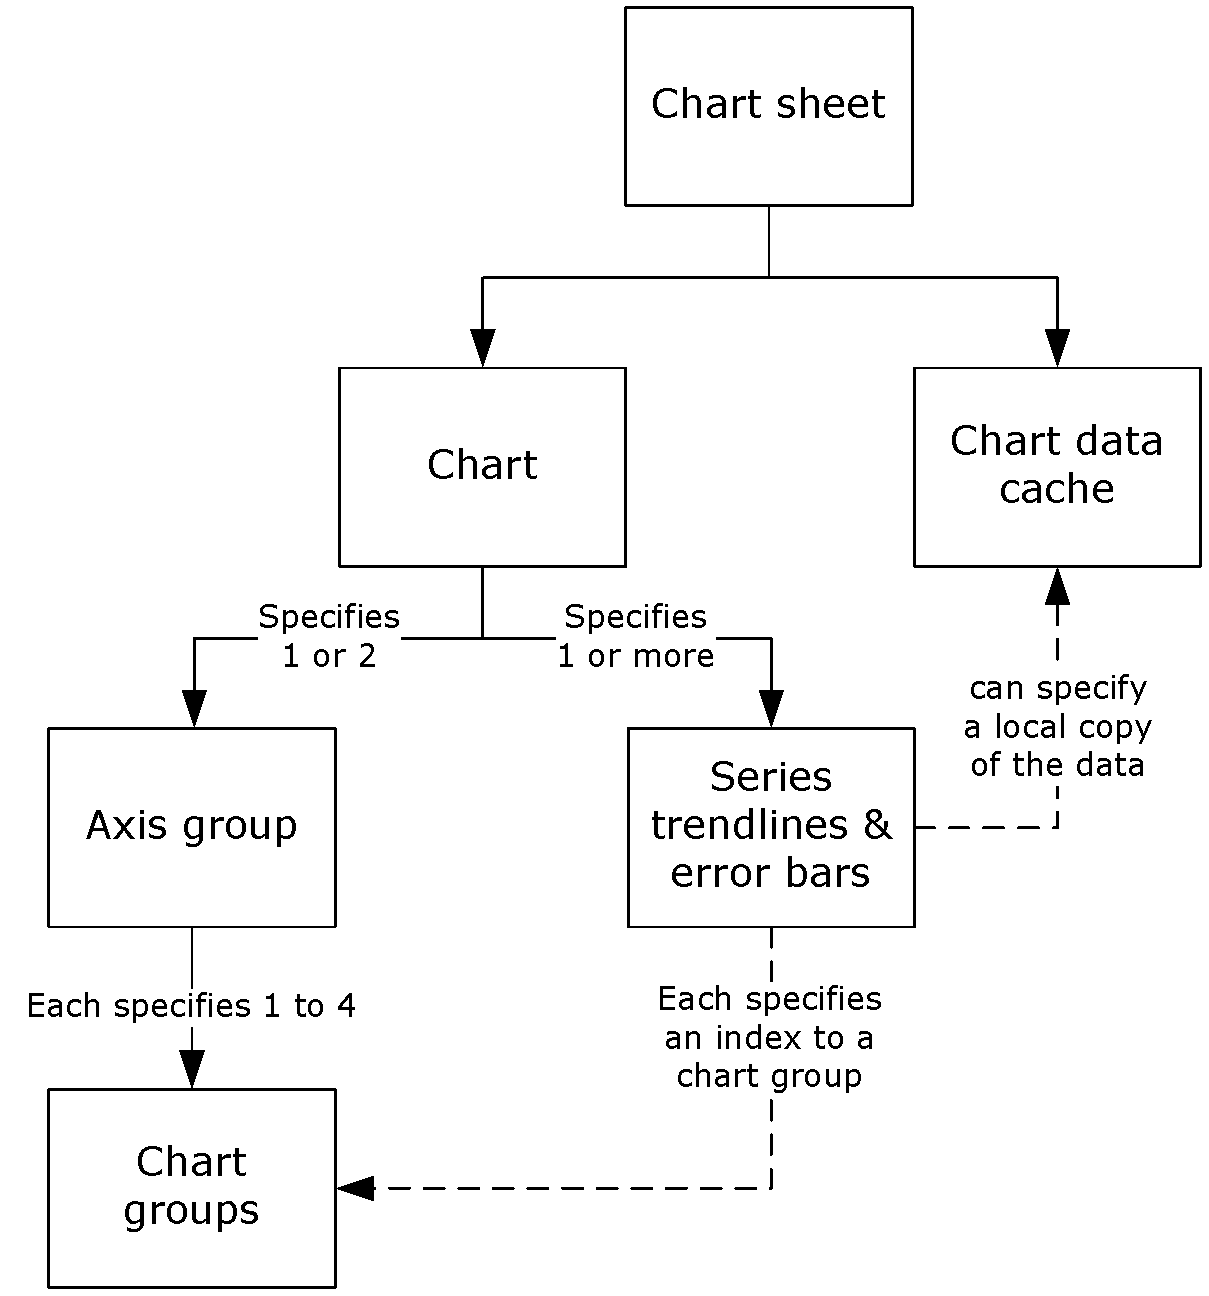 Chart sheet
Chart
Chart data
cache
Specifies
1 or 2
Specifies
1 or more
can specify
a local copy
of the data
Axis group
Series
trendlines &
error bars
Each specifies 1 to 4
Each specifies
an index to a
chart group
Chart
groups